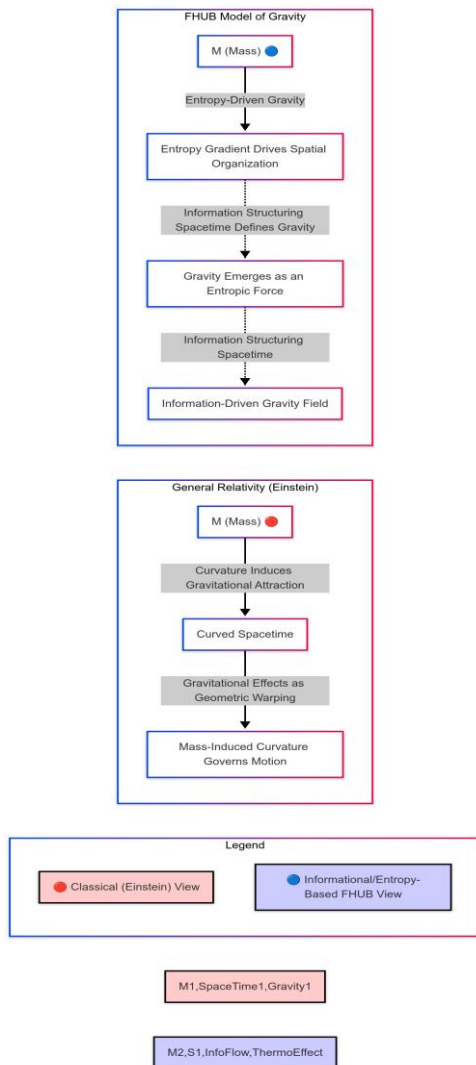 FHUB Model of Gravity
M (Mass) 🔵
Entropy-Driven Gravity
Entropy Gradient Drives Spatial
Organization
Information Structuring
Spacetime Defines Gravity
Gravity Emerges as an
Entropic Force
Information Structuring
Spacetime
Information-Driven Gravity Field
General Relativity (Einstein)
M (Mass) 🔴
Curvature Induces
Gravitational Attraction
Curved Spacetime
Gravitational Effects as
Geometric Warping
Mass-Induced Curvature
Governs Motion
Legend
🔴 Classical (Einstein) View
🔵 Informational/Entropy-
Based FHUB View
M1,SpaceTime1,Gravity1
M2,S1,InfoFlow,ThermoEffect